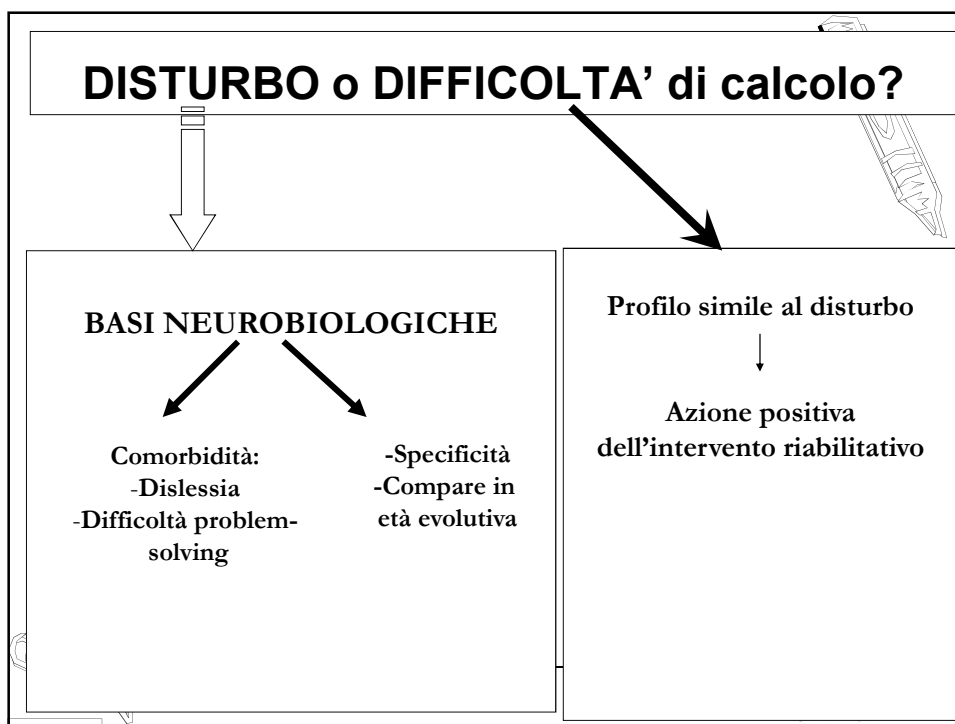 DISTURBO o DIFFICOLTA’ di calcolo?
BASI NEUROBIOLOGICHE
Comorbidità:
-Dislessia
-Difficoltà problem-
solving
-Specificità
-Compare in
età evolutiva
Profilo simile al disturbo
Azione positiva
dell’intervento riabilitativo